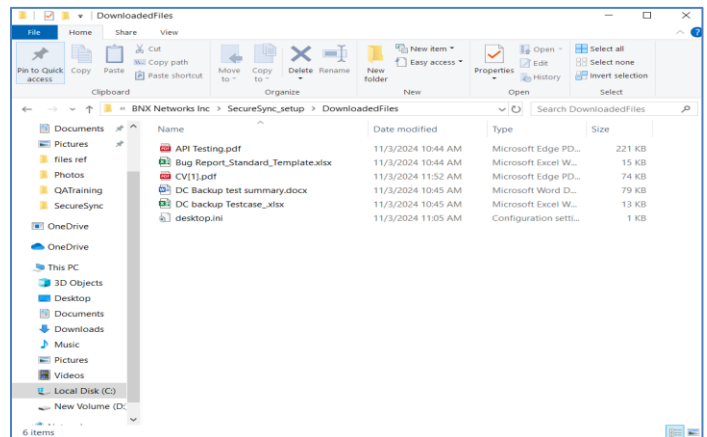 DownloadedFiles
File Home Share View
Pin to Quick access
Copy
Paste
Cut
Copy path
Paste shortcut
Clipboard
Move to
Copy to
Delete
Rename
Organize
New folder
New item
Easy access
New
Properties
Open
Edit
History
Open
Select all
Select none
Invert selection
Select
« BNX Networks Inc > SecureSync_setup > DownloadedFiles
Search DownloadedFiles
Documents
Pictures
files ref
Photos
QATraining
SecureSync
OneDrive
OneDrive
This PC
3D Objects
Desktop
Documents
Downloads
Music
Pictures
Videos
Local Disk (C:)
New Volume (D:
Name Date modified Type Size
API Testing.pdf 11/3/2024 10:44 AM Microsoft Edge PD... 221 KB
Bug Report_Standard_Template.xlsx 11/3/2024 10:44 AM Microsoft Excel W... 15 KB
CV[1].pdf 11/3/2024 11:52 AM Microsoft Edge PD... 74 KB
DC Backup test summary.docx 11/3/2024 10:45 AM Microsoft Word D... 79 KB
DC backup Testcase_.xlsx 11/3/2024 10:45 AM Microsoft Excel W... 13 KB
desktop.ini 11/3/2024 11:05 AM Configuration setti... 1 KB
6 items